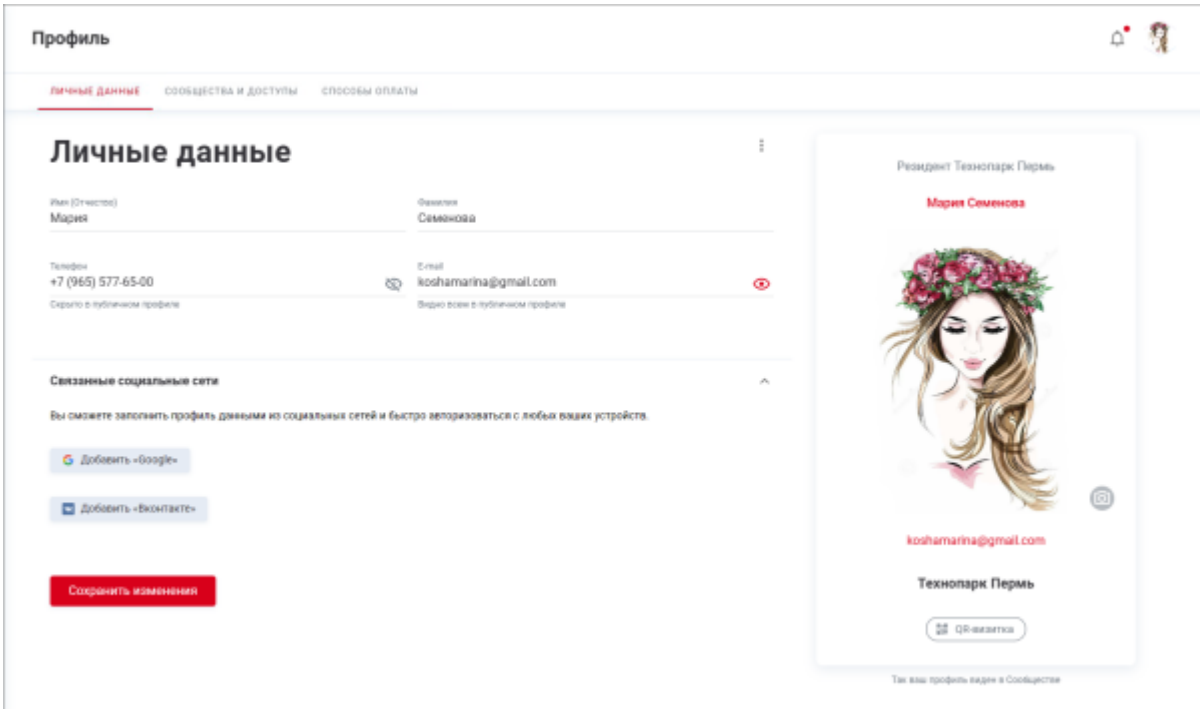 Профиль
ЛИЧНЫЕ ДАННЫЕ СООБЩЕСТВА И ДОСТУПЫ СПОСОБЫ ОПЛАТЫ
Личные данные
Имя (Отчество) Фамилия
Мария Семенова
Телефон E-mail
+7 (965) 577-65-00 koshamarina@gmail.com
Скрыто в публичном профиле Видно всем в публичном профиле
Связанные социальные сети
Вы сможете заполнить профиль данными из социальных сетей и быстро авторизоваться с любых ваших устройств.
Добавить «Google»
Добавить «Вконтакте»
Сохранить изменения
Резидент Технопарк Пермь
Мария Семенова
koshamarina@gmail.com
Технопарк Пермь
QR-визитка
Так ваш профиль виден в Сообществе